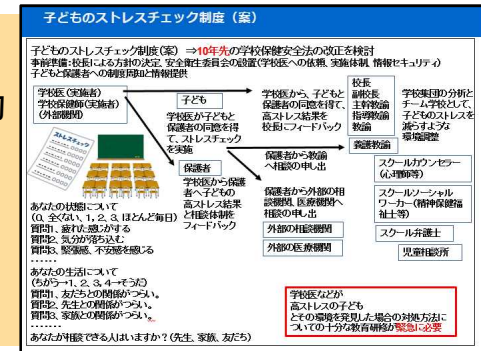 子どものストレスチェック制度（案）
子どものストレスチェック制度(案) ⇒10年先の学校保健安全法の改正を検討
事前準備:校長による方針の決定、安全衛生委員会の設置(学校医への依頼、実施体制、情報セキュリティ)
子どもと保護者への制度周知と情報提供
学校医(実施者)
学校保健師(実施者)
(外部機関)
ストレスチェック
子ども
学校医が子どもと
保護者の同意を得
て、ストレスチェック
を実施
保護者
学校医から保護
者へ子どもの
高ストレス結果
と相談体制を
フィードバック
学校医から、子どもと
保護者の同意を得て、
高ストレス結果を
校長にフィードバック
保護者から教諭
へ相談の申し出
保護者から外部の相
談機関、医療機関へ
相談の申し出
外部の相談機関
外部の医療機関
校長
副校長
主幹教諭
指導教諭
教諭
養護教諭
学校集団の分析と
チーム学校として、
子どものストレスを
減らすような
環境調整
スクールカウンセラー
(心理師等)
スクールソーシャル
ワーカー(精神保健福
祉士等)
スクール弁護士
児童相談所
あなたの状態について
(0、全くない、1、2、3、ほとんど毎日)
質問1、疲れた感じがする
質問2、気分が落ち込む
質問3、緊張感、不安感を感じる
……
あなたの生活について
(ちがう→1、2、3、4→そうだ)
質問1、友だちとの関係がつらい。
質問2、先生との関係がつらい。
質問3、家族との関係がつらい。
……
あなたが相談できる人はいますか？(先生、家族、友だち)
学校医などが
高ストレスの子ども
とその環境を発見した場合の対処方法に
ついての十分な教育研修が緊急に必要